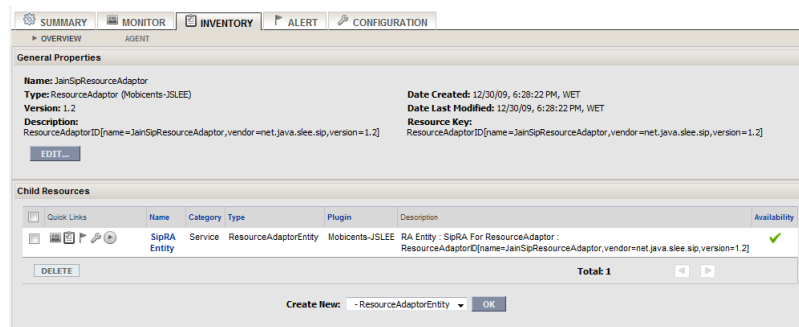 SUMMARY MONITOR INVENTORY ALERT CONFIGURATION
OVERVIEW AGENT
General Properties
Name: JainSipResourceAdaptor
Type: ResourceAdaptor (Mobicents-JSLEE)
Version: 1.2
Description:
ResourceAdaptorID[name=JainSipResourceAdaptor,vendor=net.java.slee.sip,version=1.2]
Date Created: 12/30/09, 6:28:22 PM, WET
Date Last Modified: 12/30/09, 6:28:22 PM, WET
Resource Key:
ResourceAdaptorID[name=JainSipResourceAdaptor,vendor=net.java.slee.sip,version=1.2]
EDIT...
Child Resources
Quick Links Name Category Type Plugin Description Availability
SipRA Entity Service ResourceAdaptorEntity Mobicents-JSLEE RA Entity : SipRA For ResourceAdaptor :
ResourceAdaptorID[name=JainSipResourceAdaptor,vendor=net.java.slee.sip,version=1.2]
DELETE Total: 1
Create New: - ResourceAdaptorEntity OK